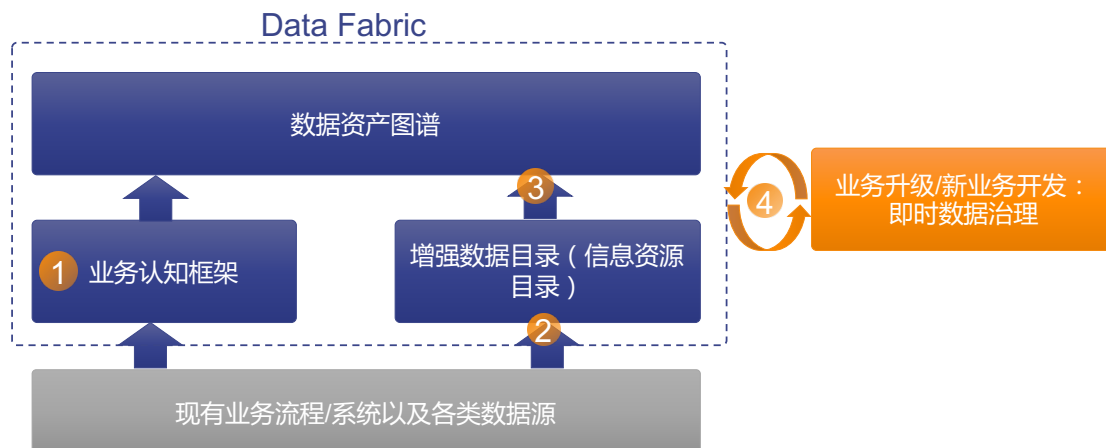 Data Fabric
数据资产图谱
3
4
业务升级/新业务开发：
即时数据治理
1
业务认知框架
增强数据目录（信息资源
目录）
2
现有业务流程/系统以及各类数据源